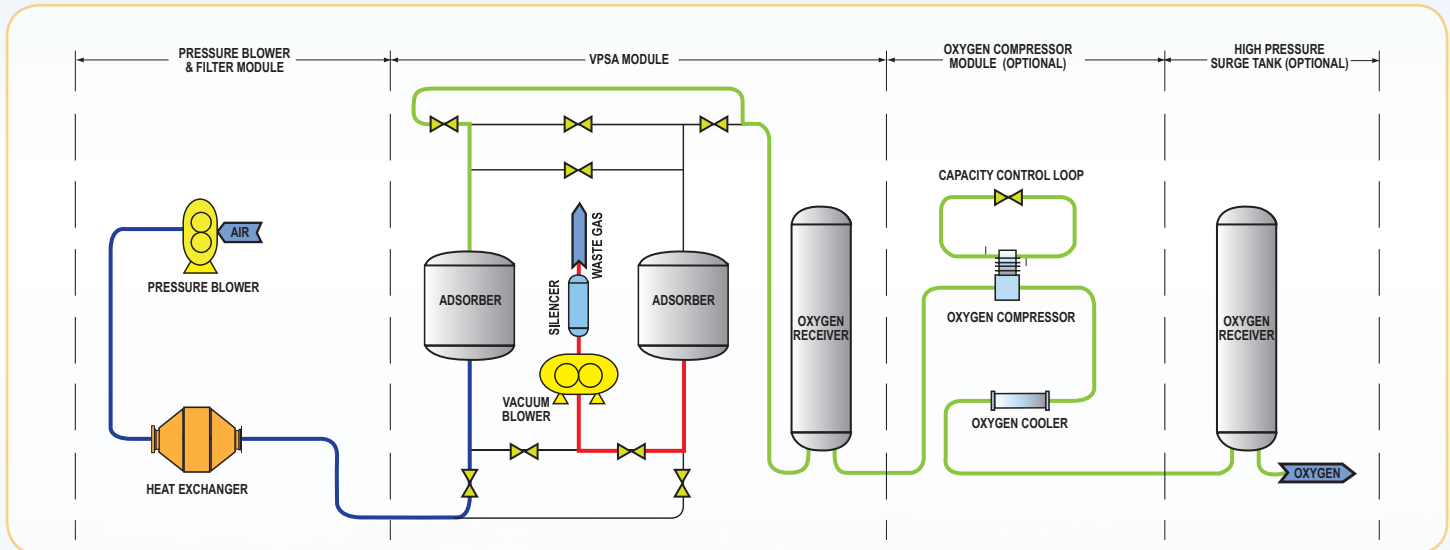 PRESSURE BLOWER
& FILTER MODULE
VPSA MODULE
OXYGEN COMPRESSOR
MODULE (OPTIONAL)
HIGH PRESSURE
SURGE TANK (OPTIONAL)
AIR
PRESSURE BLOWER
HEAT EXCHANGER
ADSORBER
WASTE GAS
SILENCER
VACUUM
BLOWER
ADSORBER
OXYGEN
RECEIVER
CAPACITY CONTROL LOOP
OXYGEN COMPRESSOR
OXYGEN COOLER
OXYGEN
RECEIVER
OXYGEN